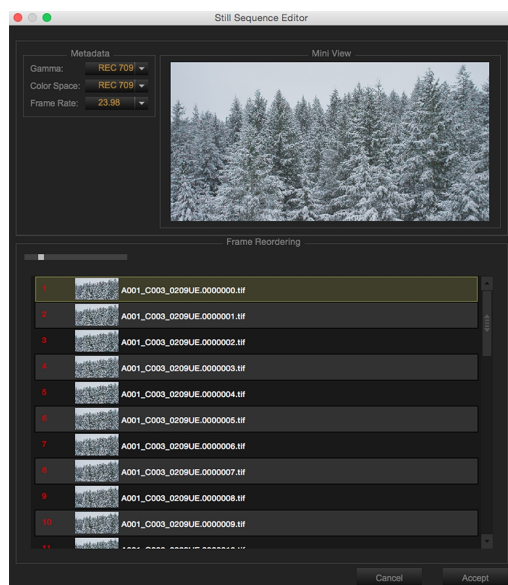 Still Sequence Editor
Metadata
Gamma: REC 709
Color Space: REC 709
Frame Rate: 23.98
Mini View
Frame Reordering
1 A001_C003_0209UE.0000000.tif
2 A001_C003_0209UE.0000001.tif
3 A001_C003_0209UE.0000002.tif
4 A001_C003_0209UE.0000003.tif
5 A001_C003_0209UE.0000004.tif
6 A001_C003_0209UE.0000005.tif
7 A001_C003_0209UE.0000006.tif
8 A001_C003_0209UE.0000007.tif
9 A001_C003_0209UE.0000008.tif
10 A001_C003_0209UE.0000009.tif
11
Cancel Accept